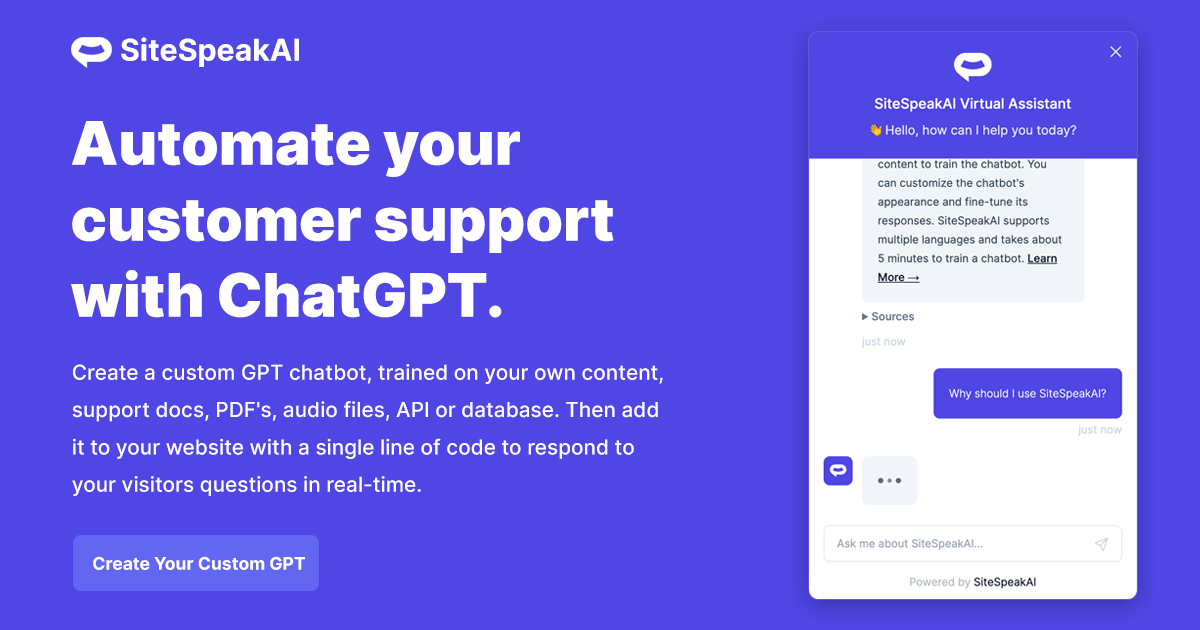 SiteSpeakAI
Automate your
customer support
with ChatGPT.
Create a custom GPT chatbot, trained on your own content,
support docs, PDF's, audio files, API or database. Then add
it to your website with a single line of code to respond to
your visitors questions in real-time.
Create Your Custom GPT
SiteSpeakAI Virtual Assistant
👋 Hello, how can I help you today?
content to train the chatbot. You
can customize the chatbot's
appearance and fine-tune its
responses. SiteSpeakAI supports
multiple languages and takes about
5 minutes to train a chatbot. Learn
More →
Sources
just now
Why should I use SiteSpeakAI?
just now
Ask me about SiteSpeakAI...
Powered by SiteSpeakAI